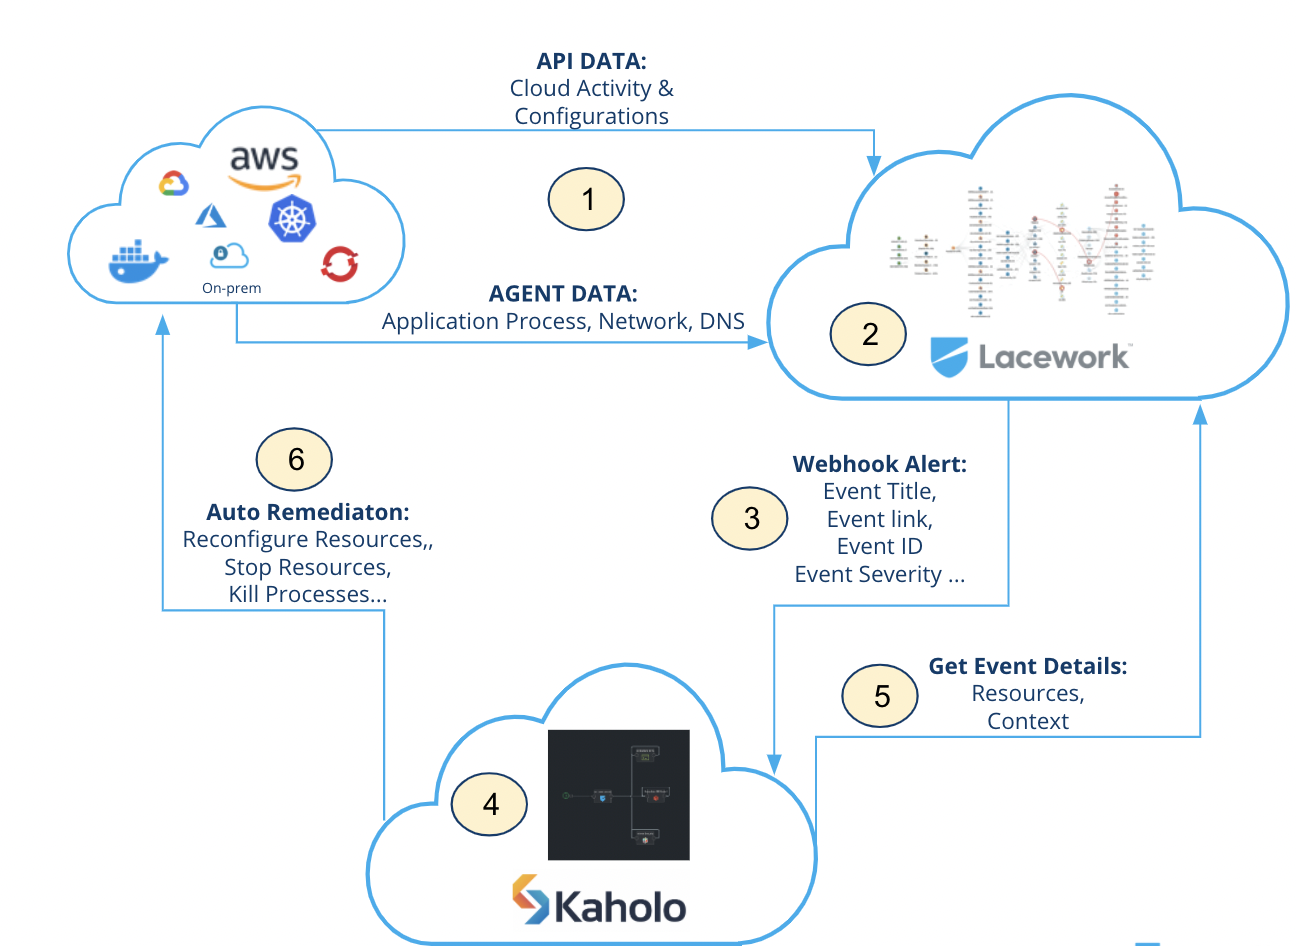 API DATA:
Cloud Activity &
Configurations
aws
On-prem
1
AGENT DATA:
Application Process, Network, DNS
2
Lacework™
6
Auto Remediaton:
Reconfigure Resources,,
Stop Resources,
Kill Processes...
3
Webhook Alert:
Event Title,
Event link,
Event ID
Event Severity ...
5
Get Event Details:
Resources,
Context
4
Kaholo